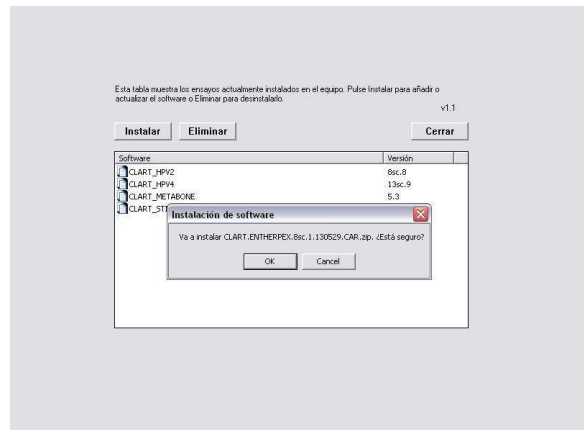 Esta tabla muestra los ensayos actualmente instalados en el equipo. Pulse Instalar para añadir o
actualizar el software o Eliminar para desinstalarlo.
v1.1
Instalar Eliminar Cerrar
Software Versión
CLART_HPV2 8sc.8
CLART_HPV4 13sc.9
CLART_METABONE 5.3
CLART_STI
Instalación de software
Va a instalar CLART.ENTHERPEX.8sc.1.130529.CAR.zip. ¿Está seguro?
OK Cancel